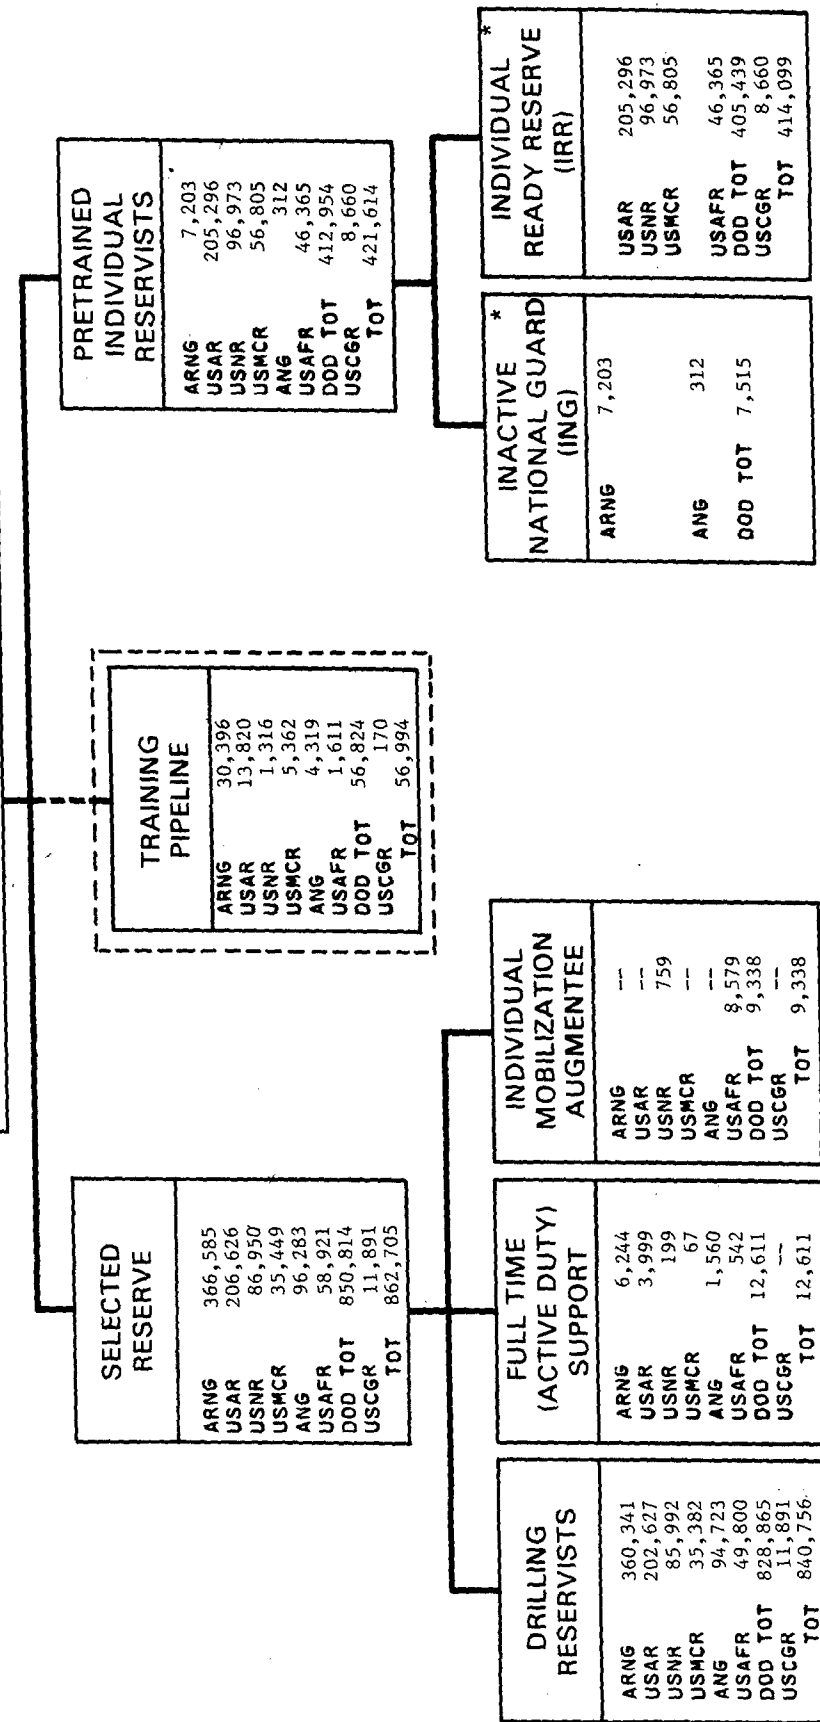 SELECTED
RESERVE
ARNG 366,585
USAR 206,626
USNR 86,950
USMCR 35,449
ANG 96,283
USAFR 58,921
DOD TOT 850,814
USCGR 11,891
TOT 862,705
TRAINING
PIPELINE
ARNG 30,396
USAR 13,820
USNR 1,316
USMCR 5,362
ANG 4,319
USAFR 1,611
DOD TOT 56,824
USCGR 170
TOT 56,994
PRETRAINED
INDIVIDUAL
RESERVISTS
ARNG 7,203
USAR 205,296
USNR 96,973
USMCR 56,805
ANG 312
USAFR 46,365
DOD TOT 412,954
USCGR 8,660
TOT 421,614
DRILLING
RESERVISTS
ARNG 360,341
USAR 202,627
USNR 85,992
USMCR 35,382
ANG 94,723
USAFR 49,800
DOD TOT 828,865
USCGR 11,891
TOT 840,756
FULL TIME
(ACTIVE DUTY)
SUPPORT
ARNG 6,244
USAR 3,999
USNR 199
USMCR 67
ANG 1,560
USAFR 542
DOD TOT 12,611
USCGR --
TOT 12,611
INDIVIDUAL
MOBILIZATION
AUGMENTEE
ARNG --
USAR --
USNR 759
USMCR --
ANG --
USAFR 8,579
DOD TOT 9,338
USCGR --
TOT 9,338
INACTIVE *
NATIONAL GUARD
(ING)
ARNG 7,203
ANG 312
DOD TOT 7,515
INDIVIDUAL *
READY RESERVE
(IRR)
USAR 205,296
USNR 96,973
USMCR 56,805
USAFR 46,365
DOD TOT 405,439
USCGR 8,660
TOT 414,099